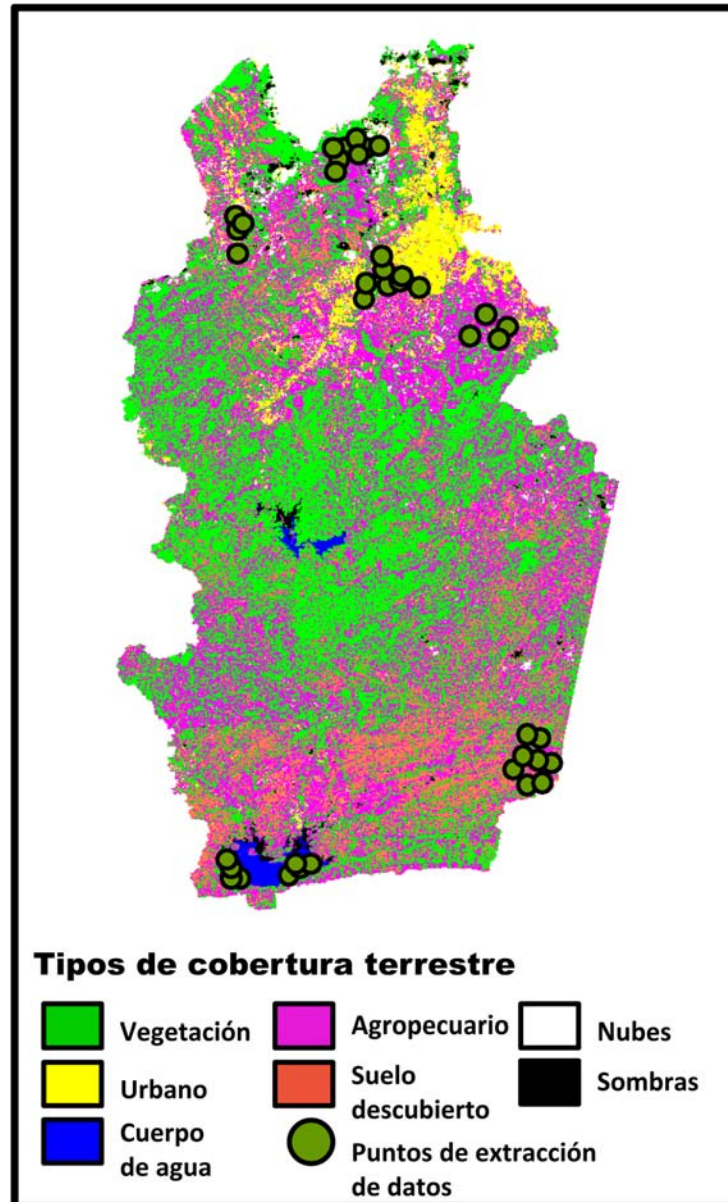 Tipos de cobertura terrestre
Vegetación
Agropecuario
Nubes
Urbano
Suelo
descubierto
Sombras
Cuerpo
de agua
Puntos de extracción
de datos